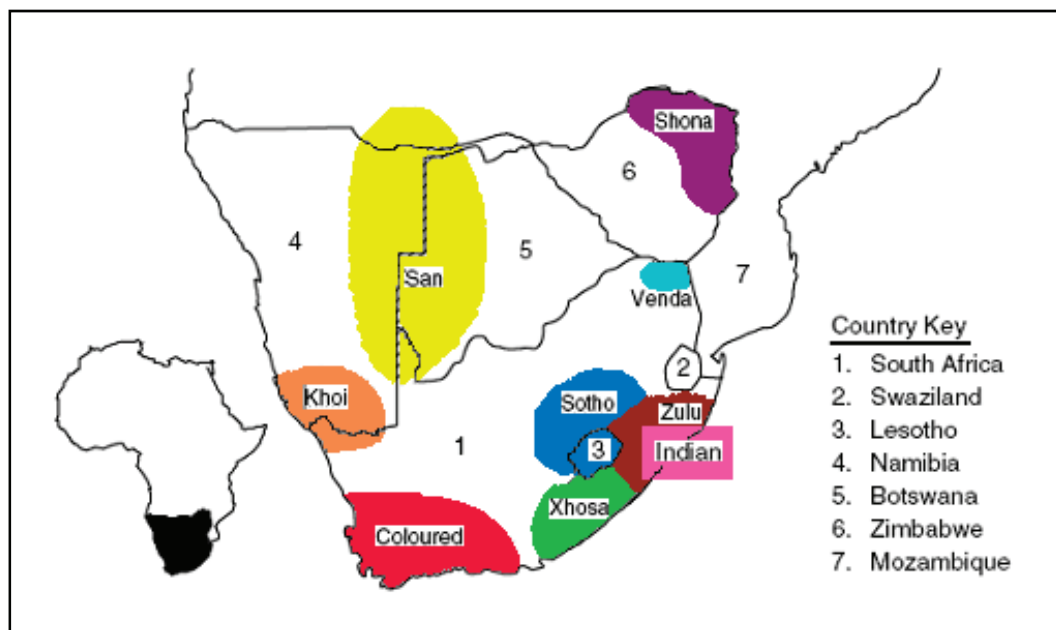 Shona
6
4
5
San
7
Venda
Country Key
1. South Africa
2. Swaziland
3. Lesotho
4. Namibia
5. Botswana
6. Zimbabwe
7. Mozambique
2
Khoi
Sotho
Zulu
1
3
Indian
Xhosa
Coloured